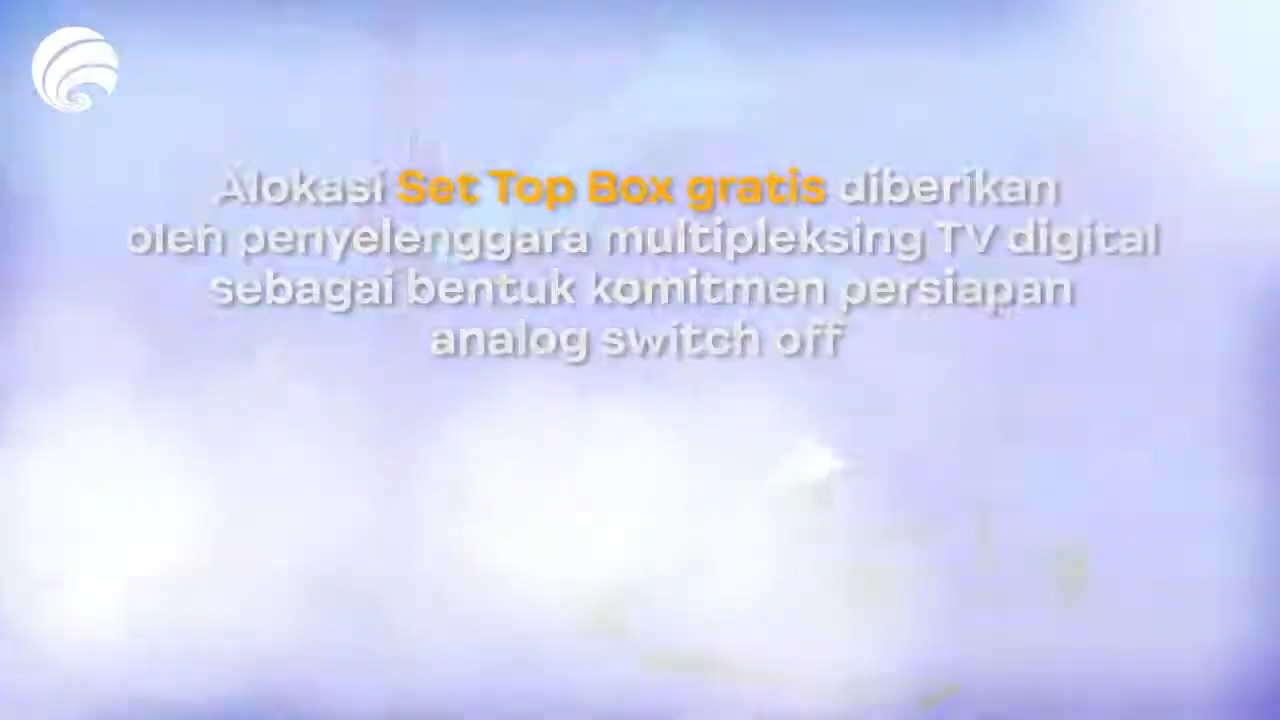 Alokasi Set Top Box gratis diberikan
oleh penyelenggara multipleksing TV digital
sebagai bentuk komitmen persiapan
analog switch off